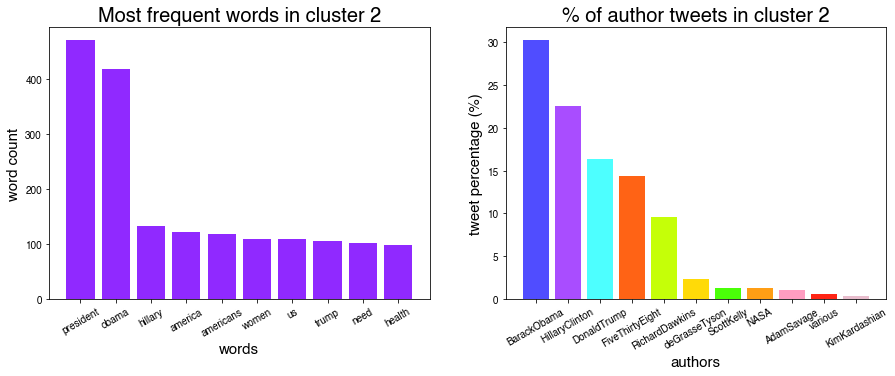 Most frequent words in cluster 2
word count
400
300
200
100
0
president
obama
hillary
america
americans
women
us
trump
need
health
words
% of author tweets in cluster 2
tweet percentage (%)
30
25
20
15
10
5
0
BarackObama
HillaryClinton
DonaldTrump
FiveThirtyEight
RichardDawkins
deGrasseTyson
ScottKelly
NASA
AdamSavage
various
KimKardashian
authors